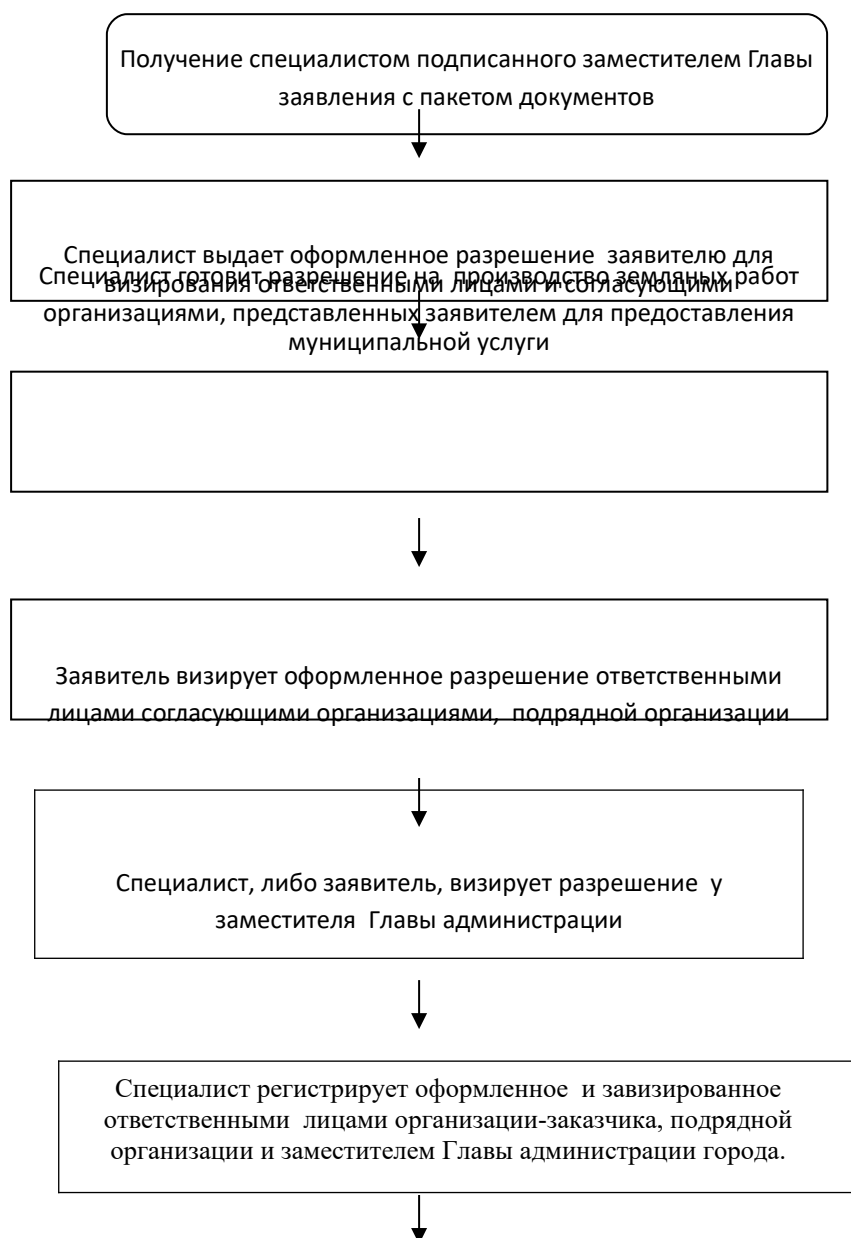 Получение специалистом подписанного заместителем Главы
заявления с пакетом документов
Специалист выдает оформленное разрешение заявителю для
Специалист готовит разрешение на производство земляных работ
визирования ответственными лицами и согласующими
организациями, представленных заявителем для предоставления
муниципальной услуги
Заявитель визирует оформленное разрешение ответственными
лицами согласующими организациями, подрядной организации
Специалист, либо заявитель, визирует разрешение у
заместителя Главы администрации
Специалист регистрирует оформленное и завизированное
ответственными лицами организации-заказчика, подрядной
организации и заместителем Главы администрации города.